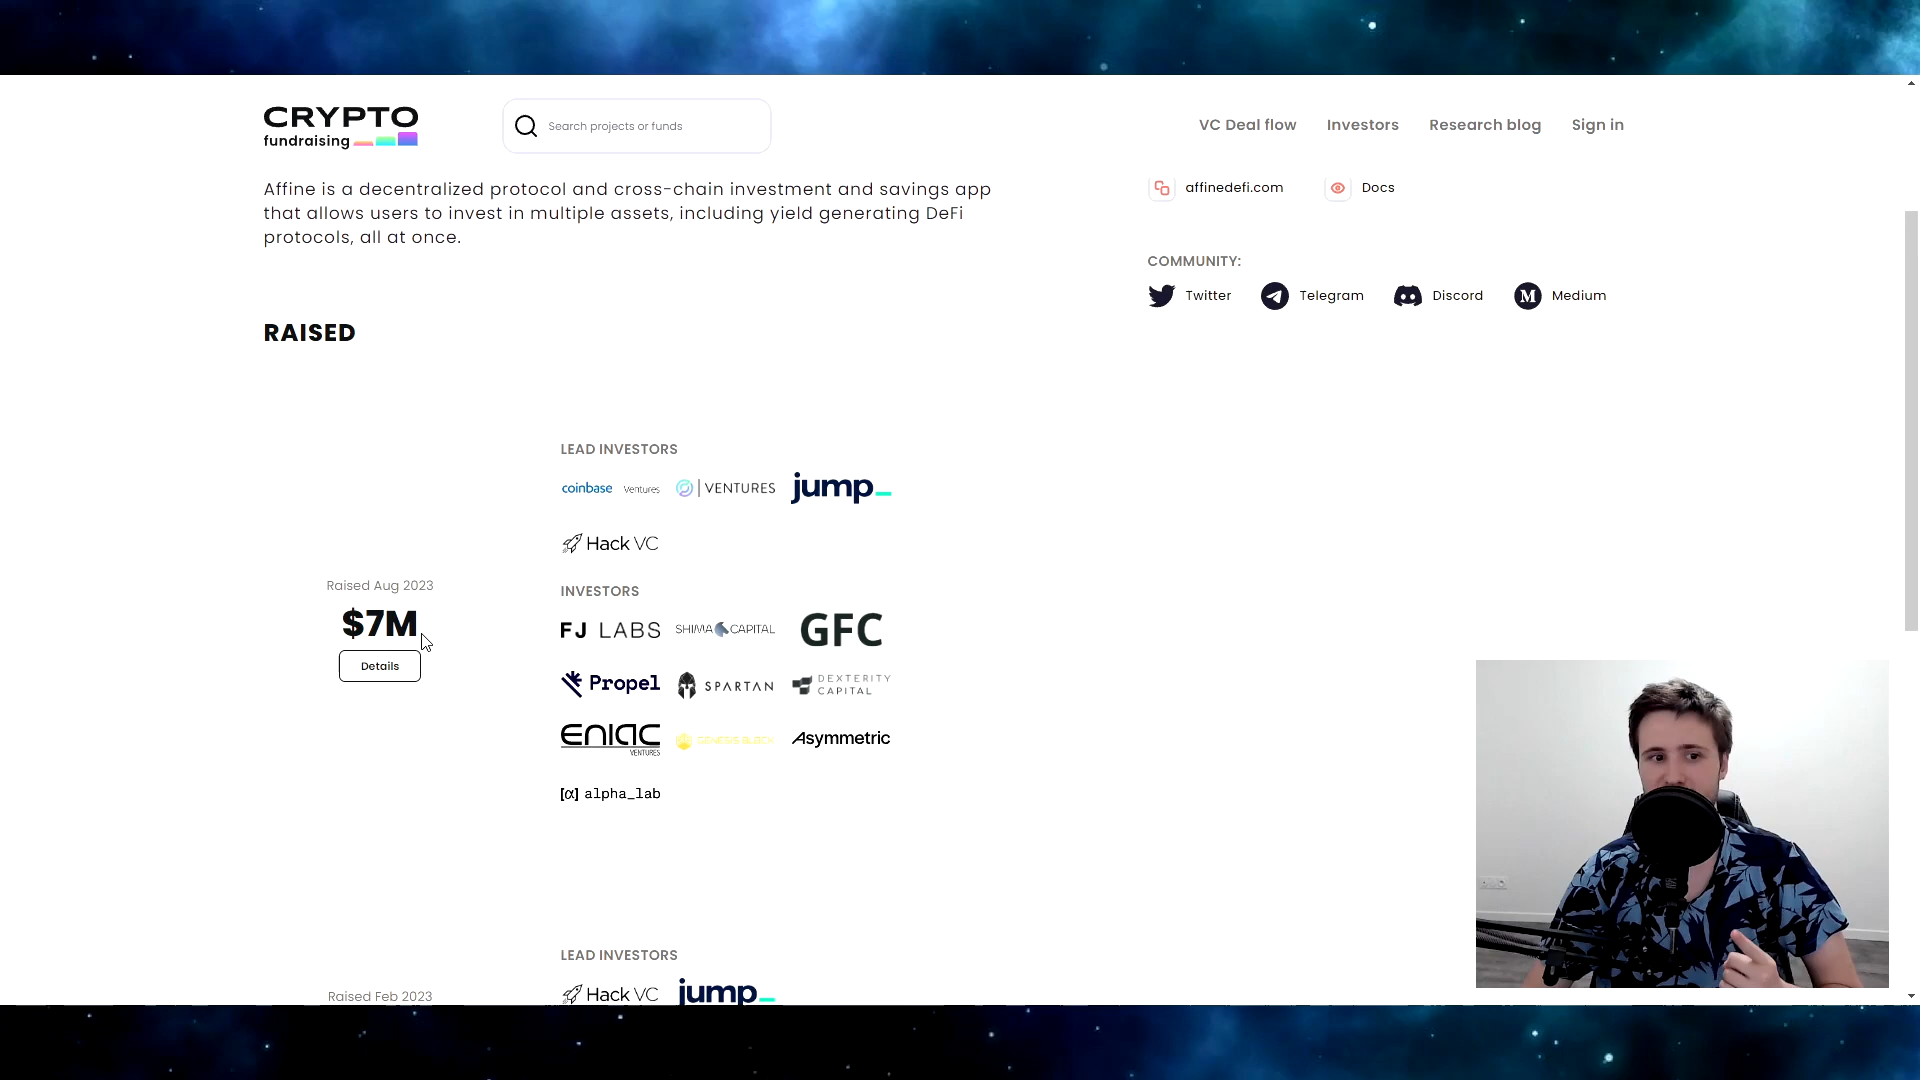 CRYPTO
fundraising
Search projects or funds
VC Deal flow
Investors
Research blog
Sign in
Affine is a decentralized protocol and cross-chain investment and savings app
that allows users to invest in multiple assets, including yield generating DeFi
protocols, all at once.
affinedefi.com
Docs
COMMUNITY:
Twitter
Telegram
M
Medium
Discord
RAISED
LEAD INVESTORS
coinbase Ventures
VENTURES
jump_
Hack VC
Raised Aug 2023
$7M
Details
INVESTORS
FJ LABS
SHIMA CAPITAL
GFC
Propel
SPARTAN
DEXTERITY
CAPITAL
ENIAC
VENTURES
GENESIS BLOCK
Asymmetric
[α] alpha_lab
LEAD INVESTORS
Raised Feb 2023
Hack VC
jump_